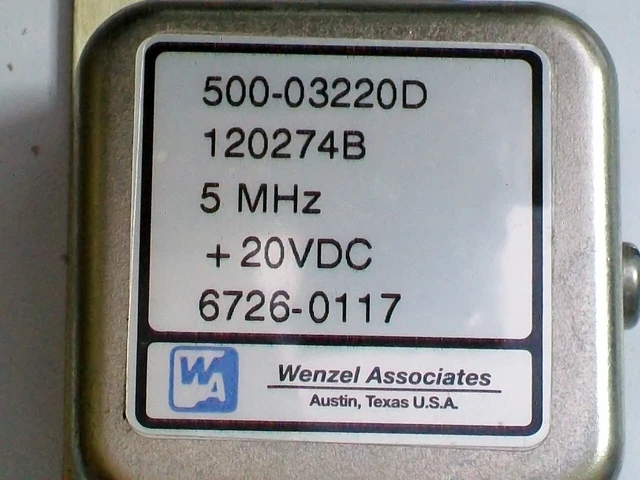 500-03220D
120274B
5 MHz
+20VDC
6726-0117
WA
Wenzel Associates
Austin, Texas U.S.A.